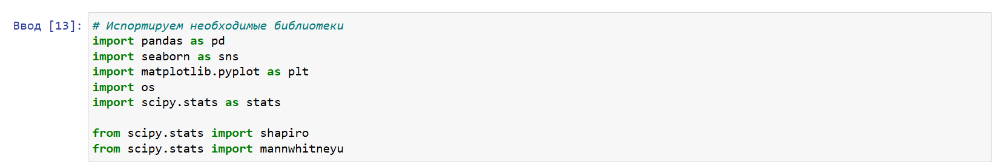 Ввод [13]: # Испортируем необходимые библиотеки
import pandas as pd
import seaborn as sns
import matplotlib.pyplot as plt
import os
import scipy.stats as stats
from scipy.stats import shapiro
from scipy.stats import mannwhitneyu